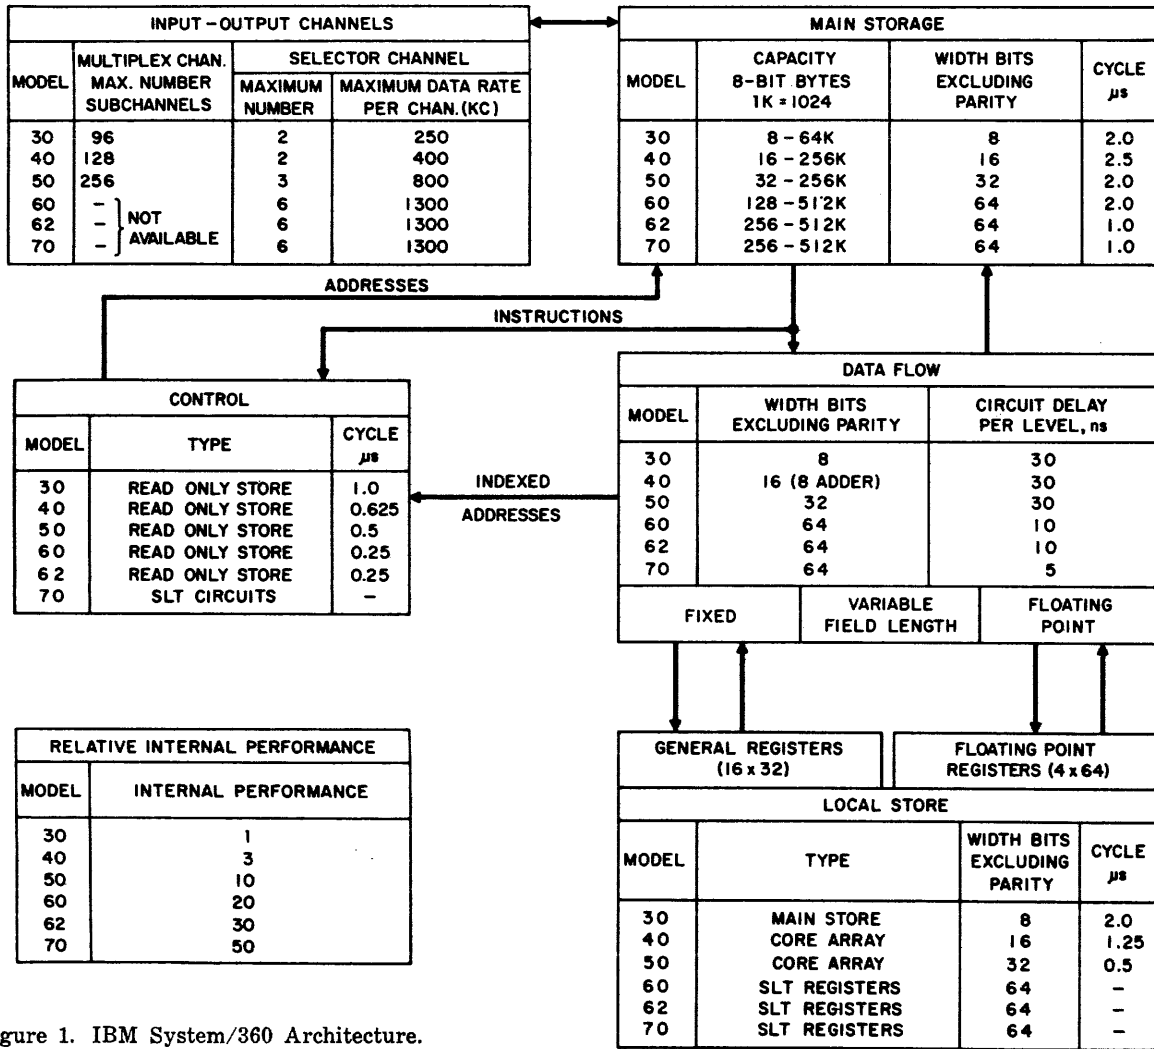 INPUT-OUTPUT CHANNELS
MODEL
MULTIPLEX CHAN.
MAX. NUMBER
SUBCHANNELS
SELECTOR CHANNEL
MAXIMUM
NUMBER
MAXIMUM DATA RATE
PER CHAN. (KC)
30 96 2 250
40 128 2 400
50 256 3 800
60 – 6 1300
62 – 6 1300
70 – 6 1300
NOT
AVAILABLE
MAIN STORAGE
MODEL
CAPACITY
8-BIT BYTES
1K = 1024
WIDTH BITS
EXCLUDING
PARITY
CYCLE
µs
30 8 – 64K 8 2.0
40 16 – 256K 16 2.5
50 32 – 256K 32 2.0
60 128 – 512K 64 2.0
62 256 – 512K 64 1.0
70 256 – 512K 64 1.0
ADDRESSES
INSTRUCTIONS
CONTROL
MODEL TYPE
CYCLE
µs
30 READ ONLY STORE 1.0
40 READ ONLY STORE 0.625
50 READ ONLY STORE 0.5
60 READ ONLY STORE 0.25
62 READ ONLY STORE 0.25
70 SLT CIRCUITS –
INDEXED
ADDRESSES
DATA FLOW
MODEL
WIDTH BITS
EXCLUDING PARITY
CIRCUIT DELAY
PER LEVEL, ns
30 8 30
40 16 (8 ADDER) 30
50 32 30
60 64 10
62 64 10
70 64 5
FIXED
VARIABLE
FIELD LENGTH
FLOATING
POINT
RELATIVE INTERNAL PERFORMANCE
MODEL INTERNAL PERFORMANCE
30 1
40 3
50 10
60 20
62 30
70 50
GENERAL REGISTERS
(16 x 32)
FLOATING POINT
REGISTERS (4 x 64)
LOCAL STORE
MODEL TYPE
WIDTH BITS
EXCLUDING
PARITY
CYCLE
µs
30 MAIN STORE 8 2.0
40 CORE ARRAY 16 1.25
50 CORE ARRAY 32 0.5
60 SLT REGISTERS 64 –
62 SLT REGISTERS 64 –
70 SLT REGISTERS 64 –
gure 1. IBM System/360 Architecture.